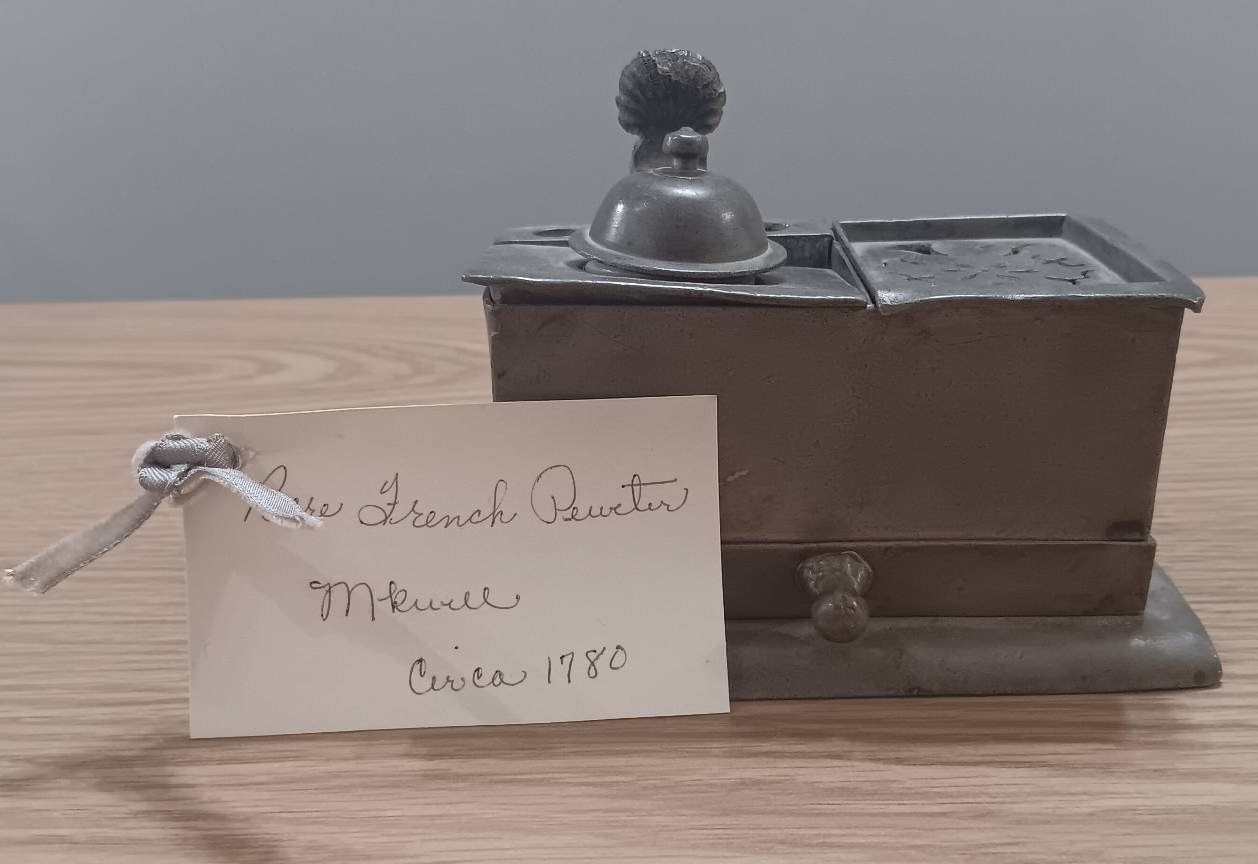 Rare French Pewter
Inkwell
Circa 1780